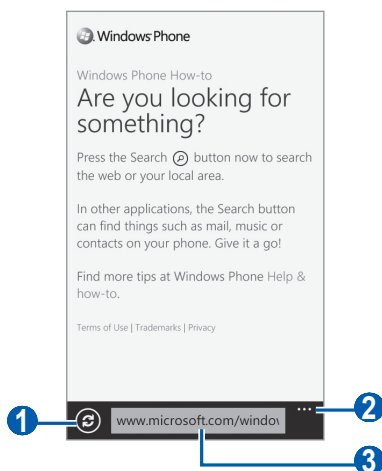 Windows Phone
Windows Phone How-to
Are you looking for
something?
Press the Search button now to search
the web or your local area.
In other applications, the Search button
can find things such as mail, music or
contacts on your phone. Give it a go!
Find more tips at Windows Phone Help &
how-to.
Terms of Use | Trademarks | Privacy
1
www.microsoft.com/window
2
3